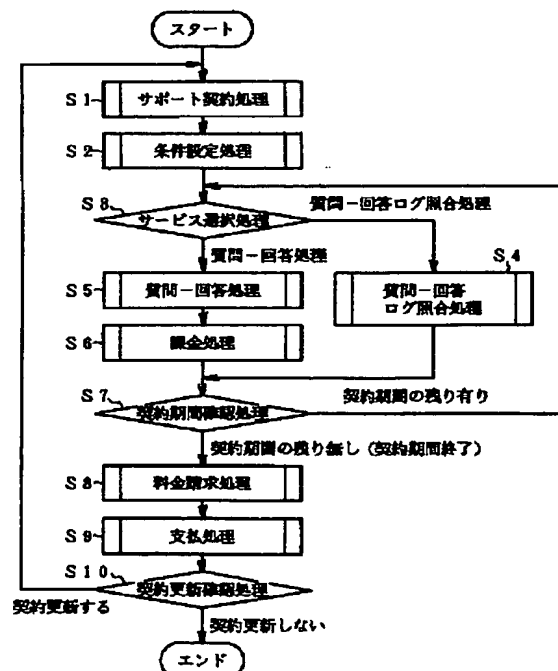 スタート
S1
サポート契約処理
S2
条件設定処理
S8
サービス選択処理
質問－回答ログ照合処理
質問－回答処理
S4
質問－回答
ログ照合処理
S5
質問－回答処理
S6
課金処理
S7
契約期間確認処理
契約期間の残り有り
契約期間の残り無し（契約期間終了）
S8
料金請求処理
S9
支払処理
S10
契約更新確認処理
契約更新する
契約更新しない
エンド